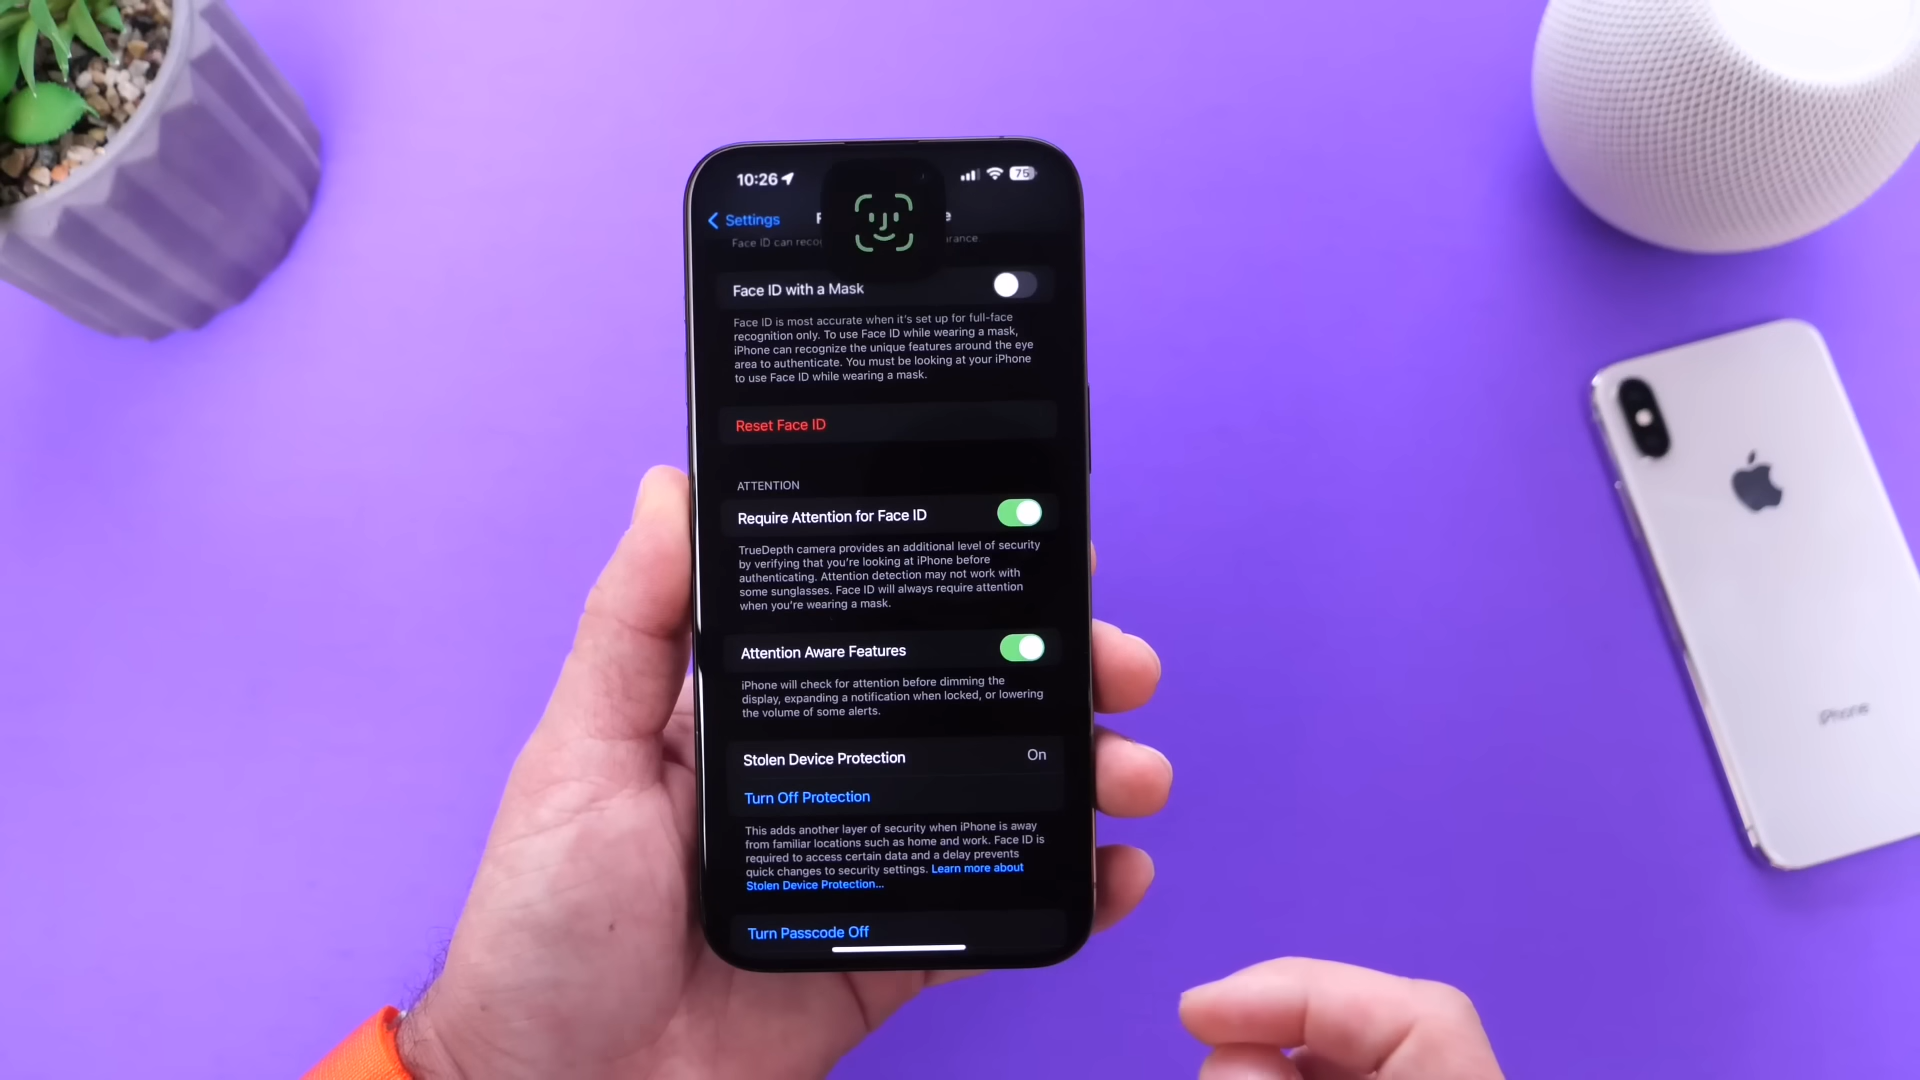 10:26
75
Settings
Face ID with a Mask
Face ID is most accurate when it's set up for full-face
recognition only. To use Face ID while wearing a mask,
iPhone can recognize the unique features around the eye
area to authenticate. You must be looking at your iPhone
to use Face ID while wearing a mask.
Reset Face ID
ATTENTION
Require Attention for Face ID
TrueDepth camera provides an additional level of security
by verifying that you're looking at iPhone before
authenticating. Attention detection may not work with
some sunglasses. Face ID will always require attention
when you're wearing a mask.
Attention Aware Features
iPhone will check for attention before dimming the
display, expanding a notification when locked, or lowering
the volume of some alerts.
Stolen Device Protection On
Turn Off Protection
This adds another layer of security when iPhone is away
from familiar locations such as home and work. Face ID is
required to access certain data and a delay prevents
quick changes to security settings. Learn more about
Stolen Device Protection...
Turn Passcode Off
iPhone